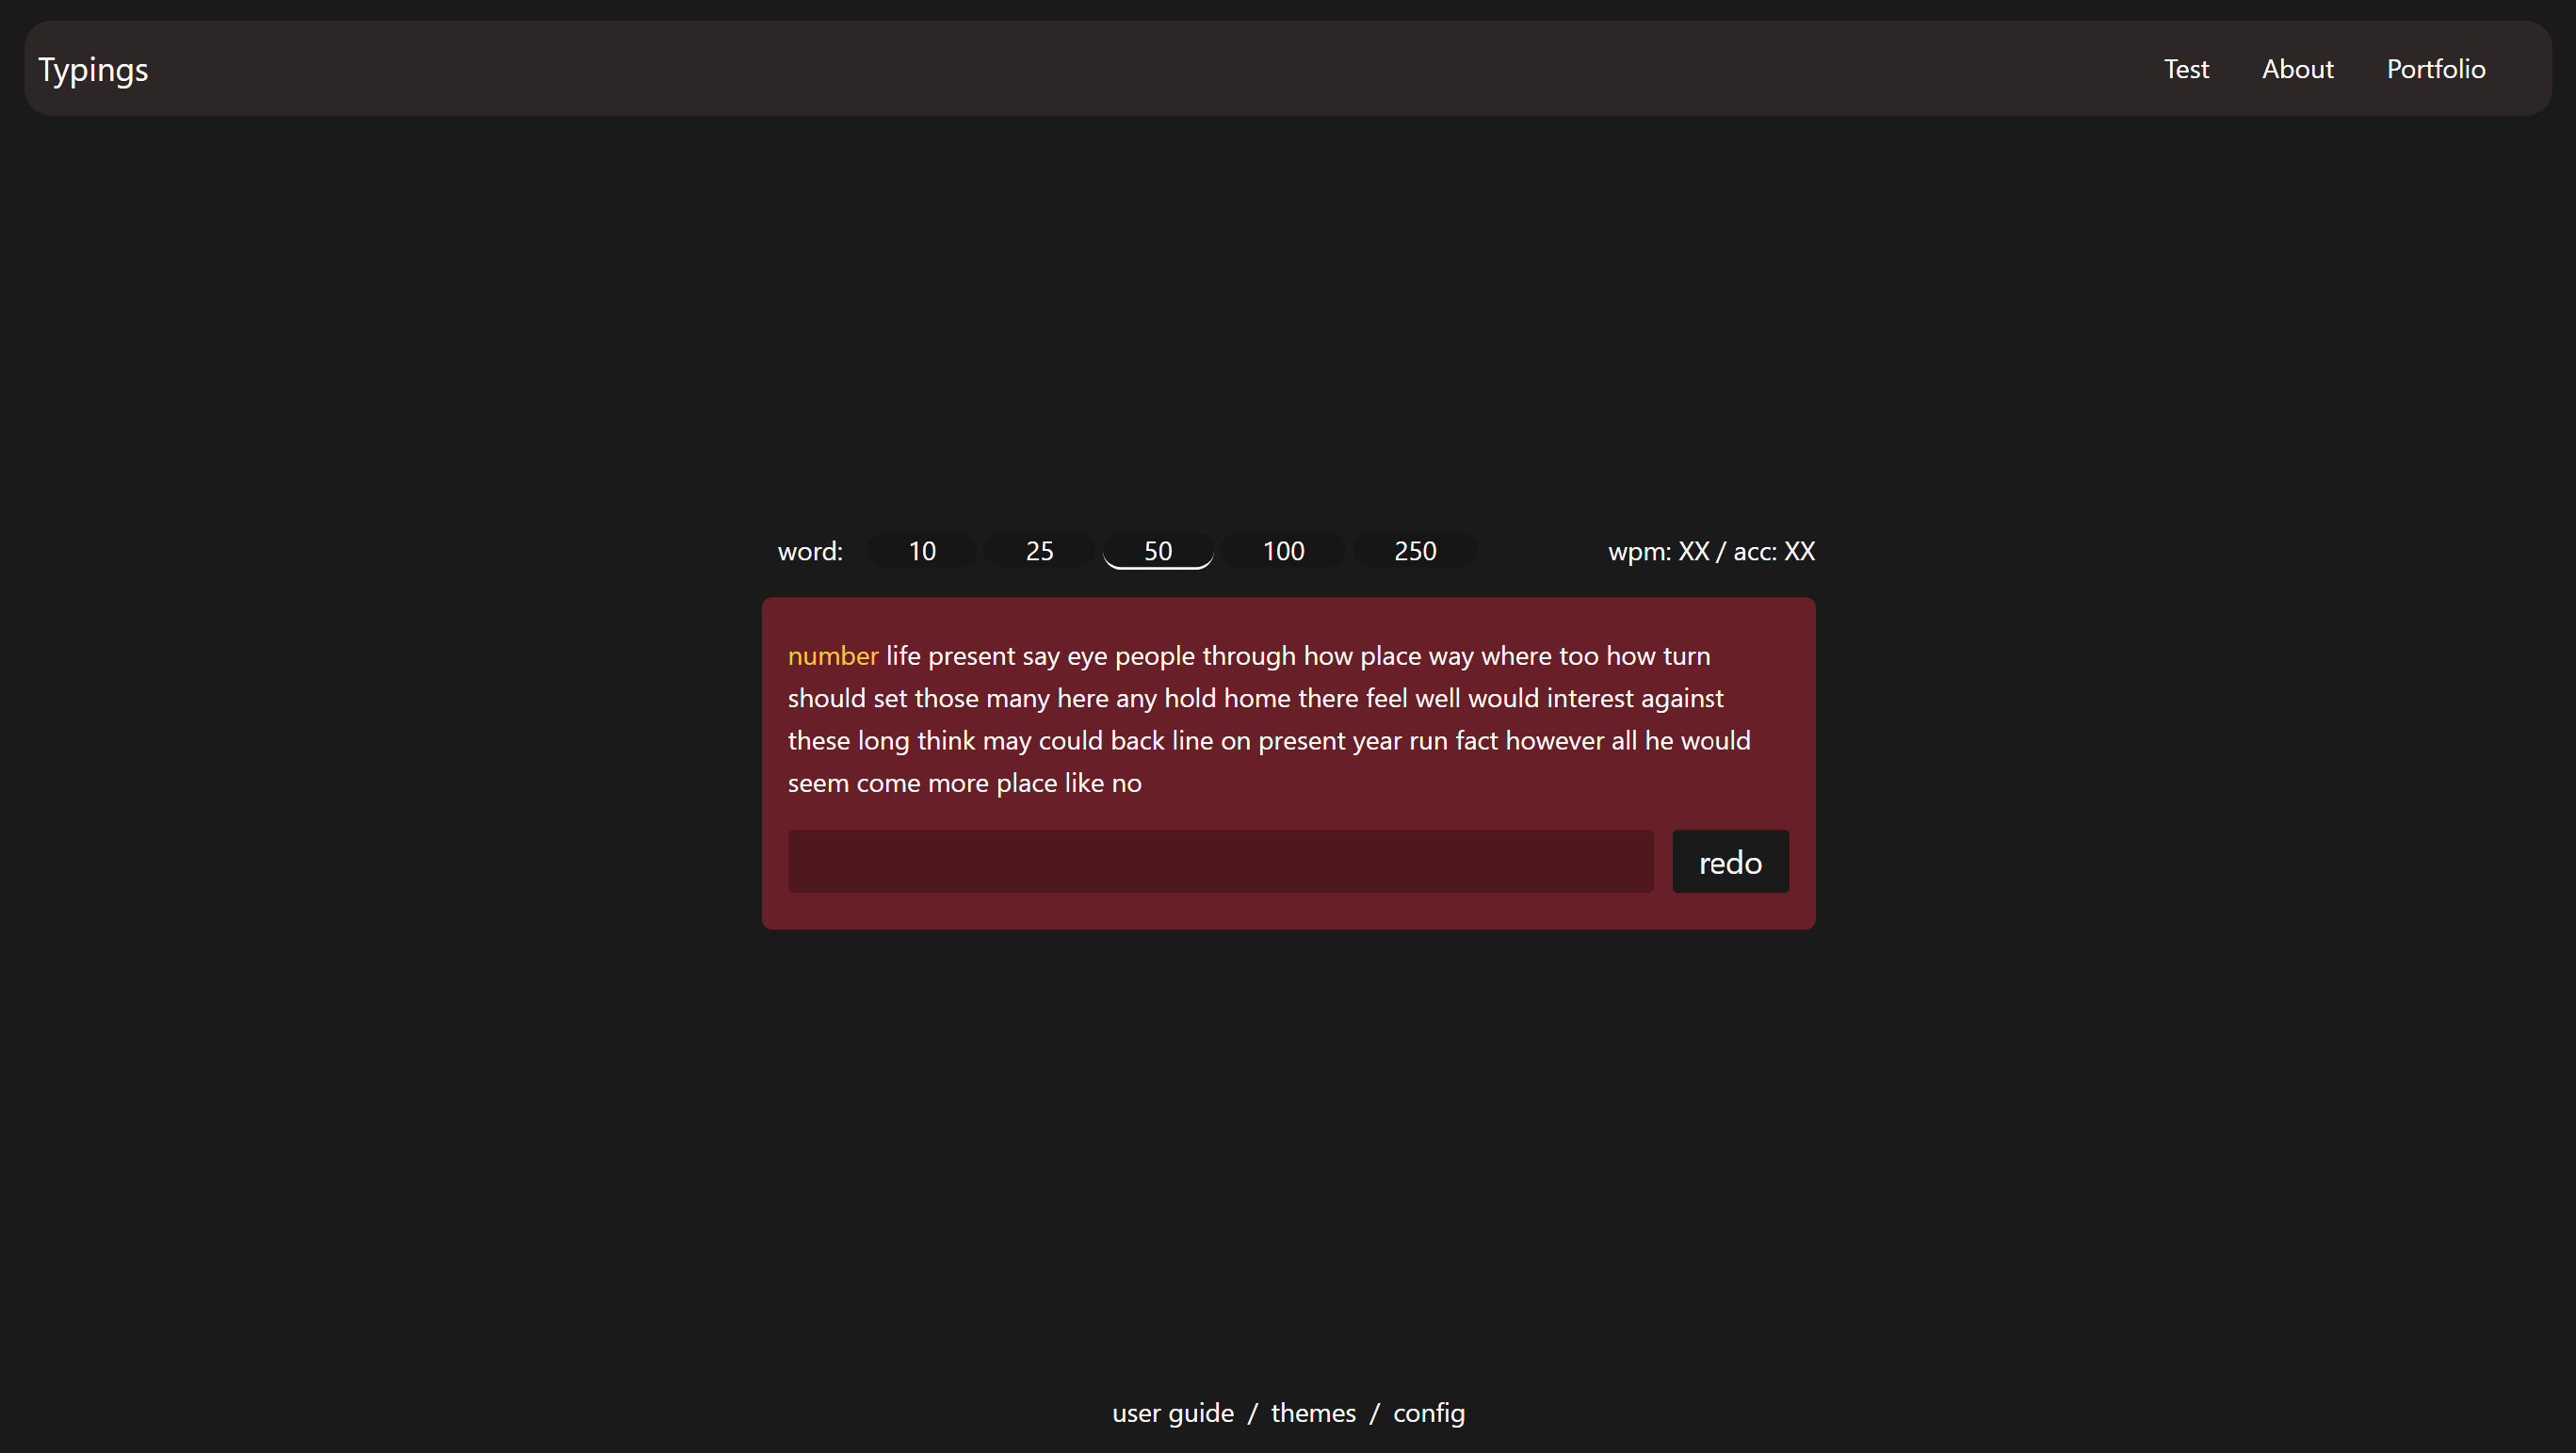 Typings Test About Portfolio
word: 10 25 50 100 250 wpm: XX / acc: XX
number life present say eye people through how place way where too how turn
should set those many here any hold home there feel well would interest against
these long think may could back line on present year run fact however all he would
seem come more place like no
redo
user guide / themes / config